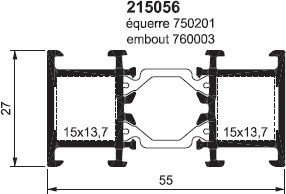 215056
équerre 750201
embout 760003
27
15x13,7
15x13,7
55